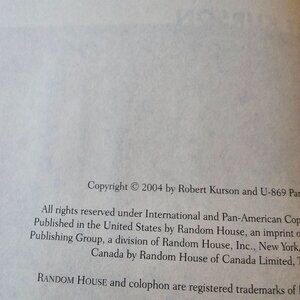 Copyright © 2004 by Robert Kurson and U-869
All rights reserved under International and Pan-American
Published in the United States by Random House, an imprint
Publishing Group, a division of Random House, Inc., New York,
Canada by Random House of Canada Limited,
RANDOM HOUSE and colophon are registered trademarks of